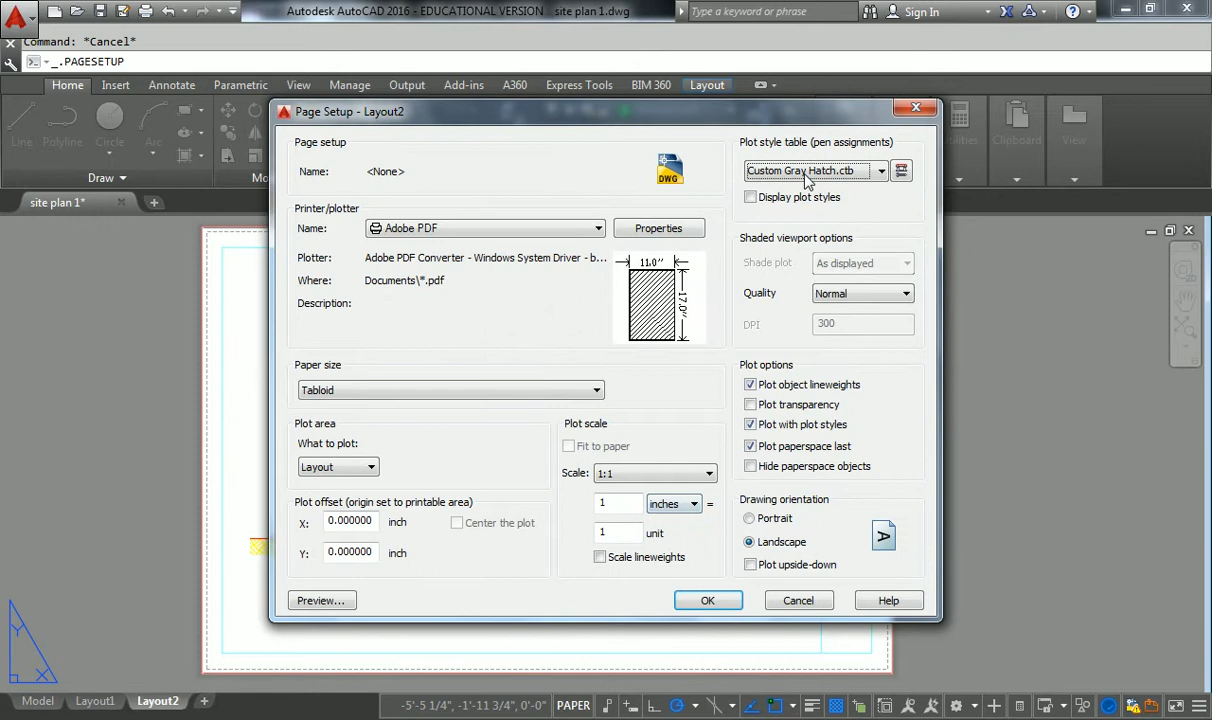 Autodesk AutoCAD 2016 - EDUCATIONAL VERSION site plan 1.dwg
Type a keyword or phrase
Sign In
Command: *Cancel*
_.PAGESETUP
Home Insert Annotate Parametric View Manage Output Add-ins A360 Express Tools BIM 360 Layout
Line Polyline Circle Arc
Clipboard View
Draw
site plan 1*
Page Setup - Layout2
Page setup
Name: <None>
DWG
Plot style table (pen assignments)
Custom Gray Hatch.ctb
Display plot styles
Printer/plotter
Name: Adobe PDF
Properties
Plotter: Adobe PDF Converter - Windows System Driver - b...
Where: Documents\*.pdf
Description:
11.0''
17.0''
Shaded viewport options
Shade plot As displayed
Quality Normal
DPI 300
Paper size
Tabloid
Plot options
Plot object lineweights
Plot transparency
Plot with plot styles
Plot paperspace last
Hide paperspace objects
Plot area
What to plot:
Layout
Plot scale
Fit to paper
Scale: 1:1
1 inches =
1 unit
Scale lineweights
Plot offset (origin set to printable area)
X: 0.000000 inch
Center the plot
Y: 0.000000 inch
Drawing orientation
Portrait
Landscape
A
Plot upside-down
Preview...
OK
Cancel
Help
Y
X
Model Layout1 Layout2
-5'-5 1/4", -1'-11 3/4", 0'-0" PAPER